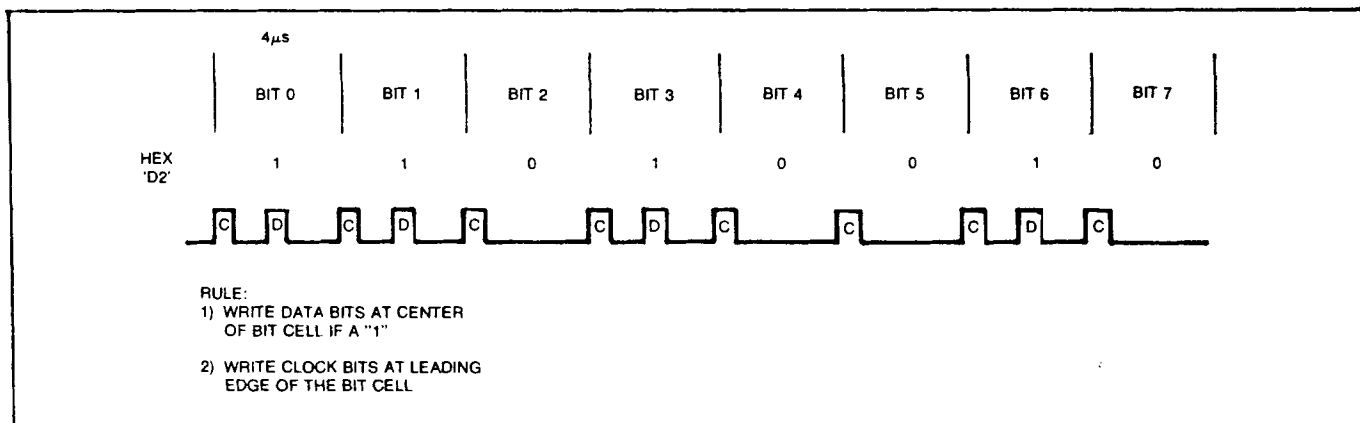 4µs
BIT 0 BIT 1 BIT 2 BIT 3 BIT 4 BIT 5 BIT 6 BIT 7
HEX 1 1 0 1 0 0 1 0
'D2'
C D C D C C D C C C D C
RULE:
1) WRITE DATA BITS AT CENTER
OF BIT CELL IF A "1"
2) WRITE CLOCK BITS AT LEADING
EDGE OF THE BIT CELL